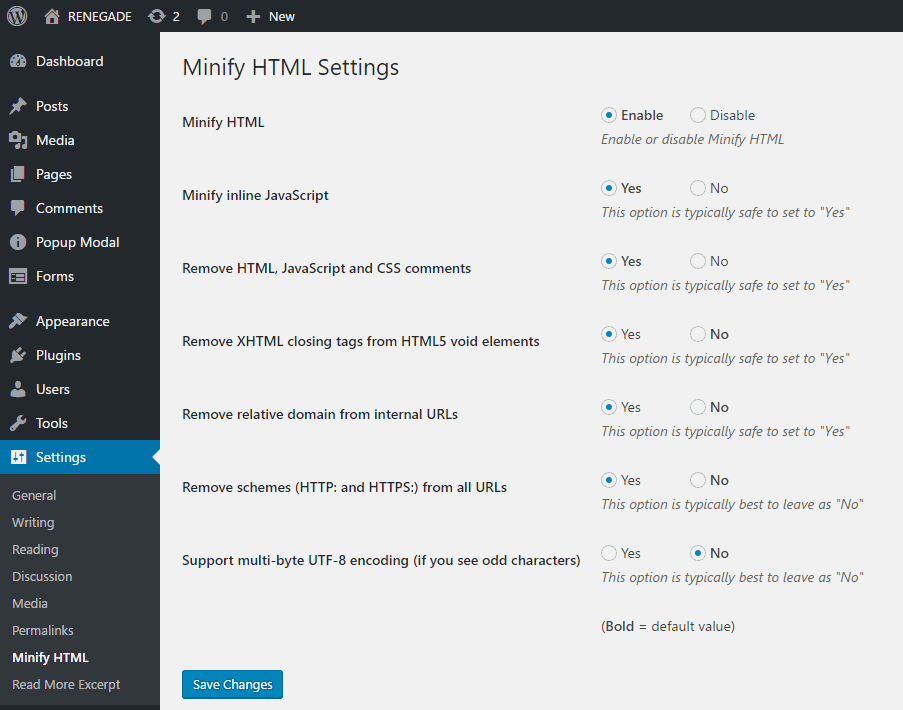 RENEGADE 2 0 New
Dashboard
Posts
Media
Pages
Comments
Popup Modal
Forms
Appearance
Plugins
Users
Tools
Settings
General
Writing
Reading
Discussion
Media
Permalinks
Minify HTML
Read More Excerpt
Minify HTML Settings
Minify HTML
Enable Disable
Enable or disable Minify HTML
Minify inline JavaScript
Yes No
This option is typically safe to set to "Yes"
Remove HTML, JavaScript and CSS comments
Yes No
This option is typically safe to set to "Yes"
Remove XHTML closing tags from HTML5 void elements
Yes No
This option is typically safe to set to "Yes"
Remove relative domain from internal URLs
Yes No
This option is typically safe to set to "Yes"
Remove schemes (HTTP: and HTTPS:) from all URLs
Yes No
This option is typically best to leave as "No"
Support multi-byte UTF-8 encoding (if you see odd characters)
Yes No
This option is typically best to leave as "No"
(Bold = default value)
Save Changes